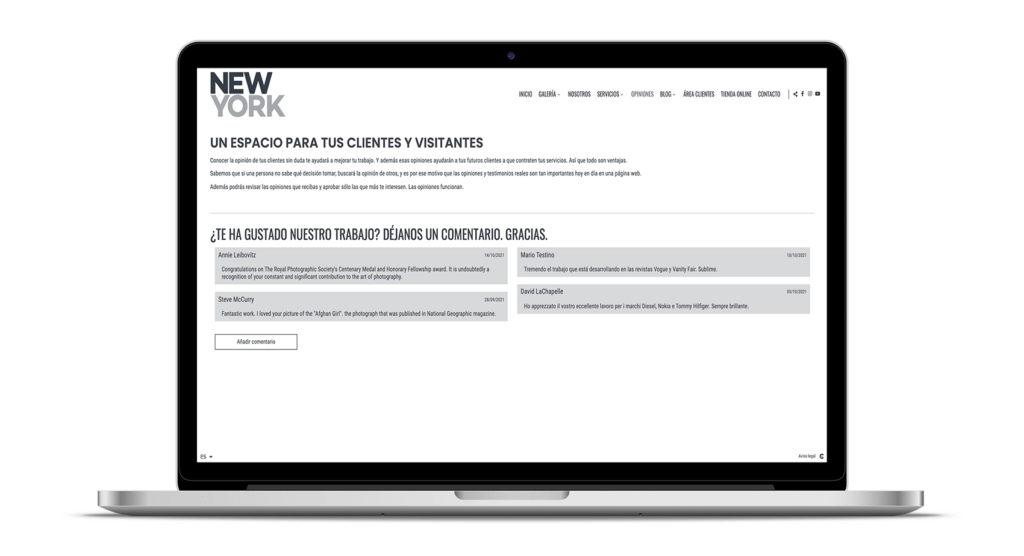 NEW
YORK
INICIO GALERÍA NOSOTROS SERVICIOS OPINIONES BLOG ÁREA CLIENTES TIENDA ONLINE CONTACTO
UN ESPACIO PARA TUS CLIENTES Y VISITANTES
Conocer la opinión de tus clientes sin duda te ayudará a mejorar tu trabajo. Y además esas opiniones ayudarán a tus futuros clientes a que contraten tus servicios. Así que todo son ventajas.
Sabemos que si una persona no sabe qué decisión tomar, buscará la opinión de otros, y es por ese motivo que las opiniones y testimonios reales son tan importantes hoy en día en una página web.
Además podrás revisar las opiniones que recibas y aprobar sólo las que más te interesen. Las opiniones funcionan.
¿TE HA GUSTADO NUESTRO TRABAJO? DÉJANOS UN COMENTARIO. GRACIAS.
Annie Leibovitz 14/10/2021
Congratulations on The Royal Photographic Society's Centenary Medal and Honorary Fellowship award. It is undoubtedly a
recognition of your constant and significant contribution to the art of photography.
Steve McCurry 28/09/2021
Fantastic work. I loved your picture of the "Afghan Girl". the photograph that was published in National Geographic magazine.
Mario Testino 10/10/2021
Tremendo el trabajo que está desarrollando en las revistas Vogue y Vanity Fair. Sublime.
David LaChapelle 05/10/2021
Ho apprezzato il vostro eccellente lavoro per i marchi Diesel, Nokia e Tommy Hilfiger. Sempre brillante.
Añadir comentario
ES
Aviso legal